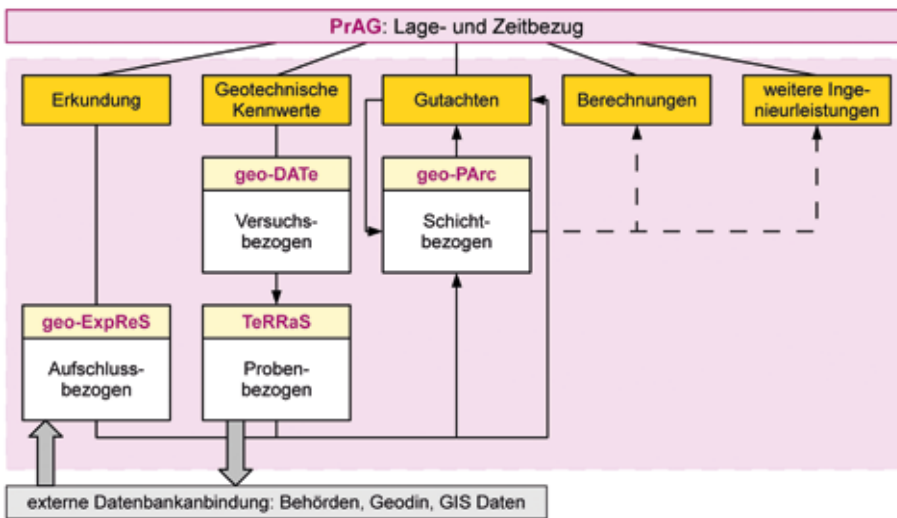 PrAG: Lage- und Zeitbezug
Erkundung
Geotechnische
Kennwerte
Gutachten
Berechnungen
weitere Inge-
nieurleistungen
geo-DATe
Versuchs-
bezogen
geo-PArc
Schicht-
bezogen
geo-ExpReS
Aufschluss-
bezogen
TeRRaS
Proben-
bezogen
externe Datenbankanbindung: Behörden, Geodin, GIS Daten